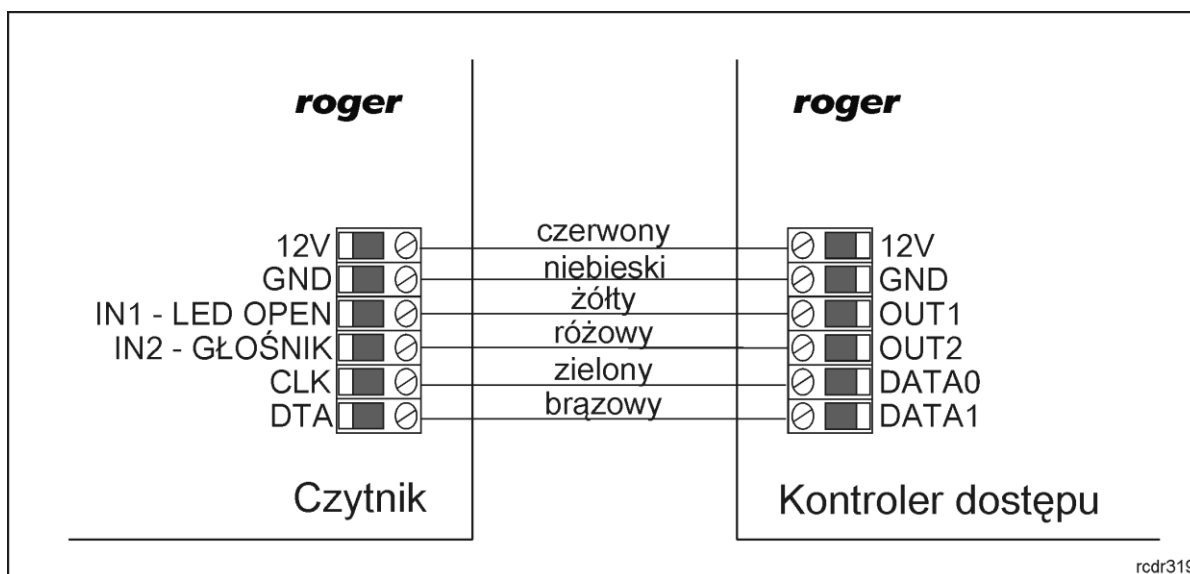 roger roger
12V czerwony 12V
GND niebieski GND
IN1 - LED OPEN żółty OUT1
IN2 - GŁOŚNIK różowy OUT2
CLK zielony DATA0
DTA brązowy DATA1
Czytnik Kontroler dostępu
rcdr319